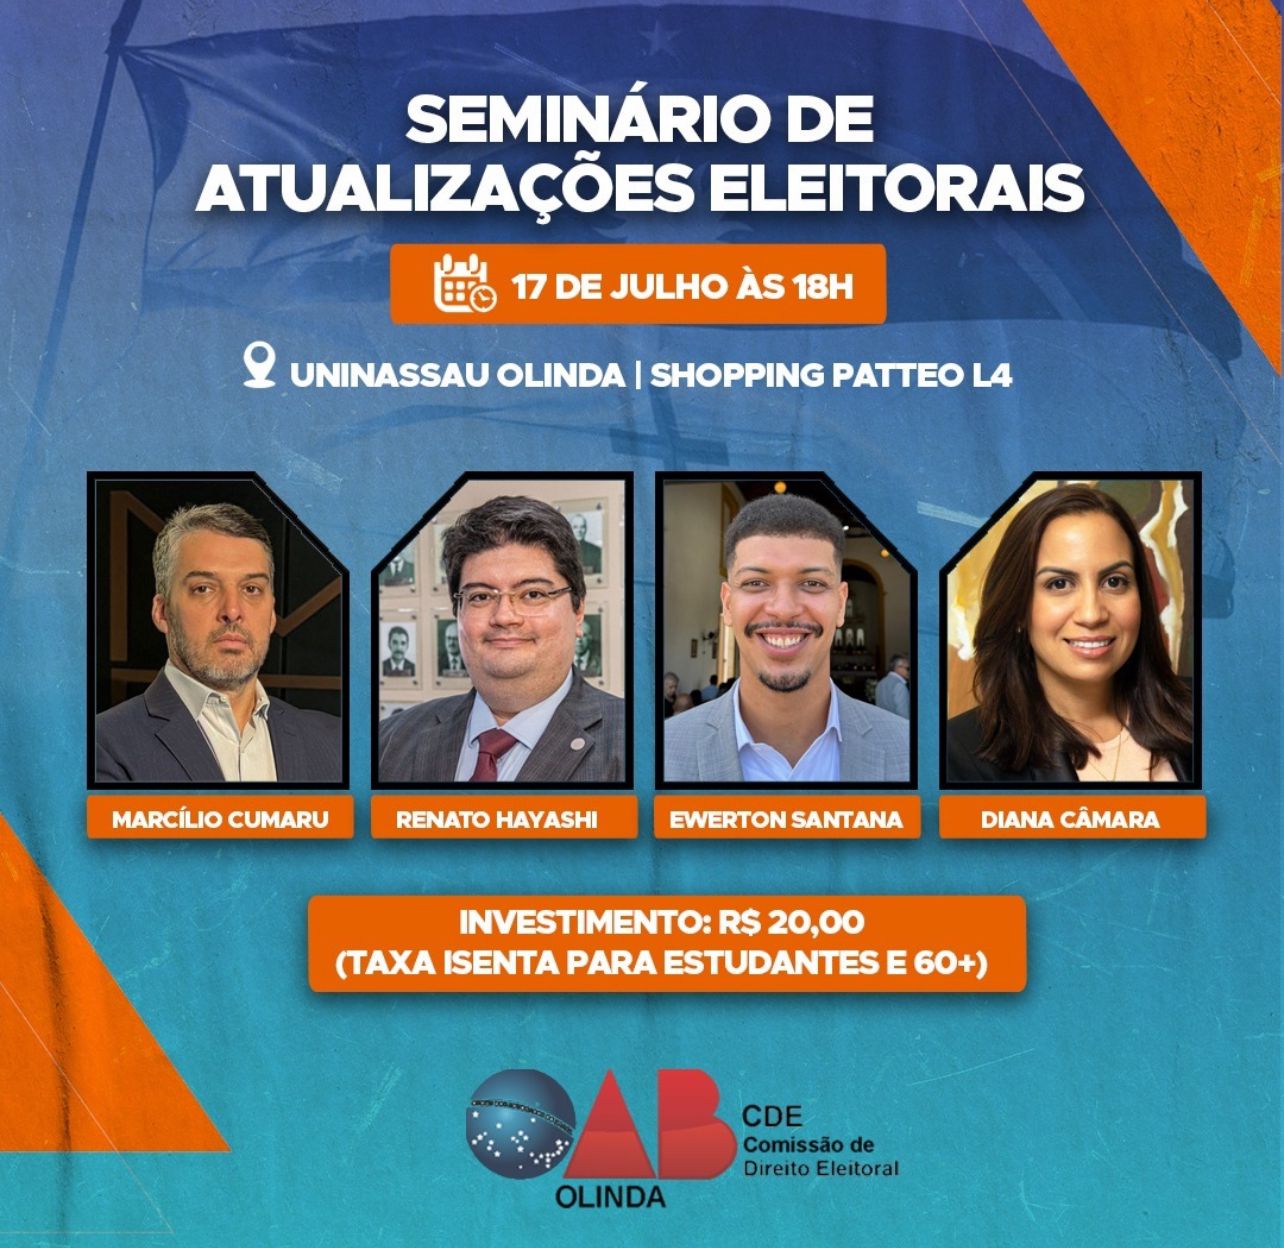 SEMINÁRIO DE
ATUALIZAÇÕES ELEITORAIS
17 DE JULHO ÀS 18H
UNINASSAU OLINDA | SHOPPING PATTEO L4
MARCÍLIO CUMARU
RENATO HAYASHI
EWERTON SANTANA
DIANA CÂMARA
INVESTIMENTO: R$ 20,00
(TAXA ISENTA PARA ESTUDANTES E 60+)
OAB
OLINDA
CDE
Comissão de
Direito Eleitoral